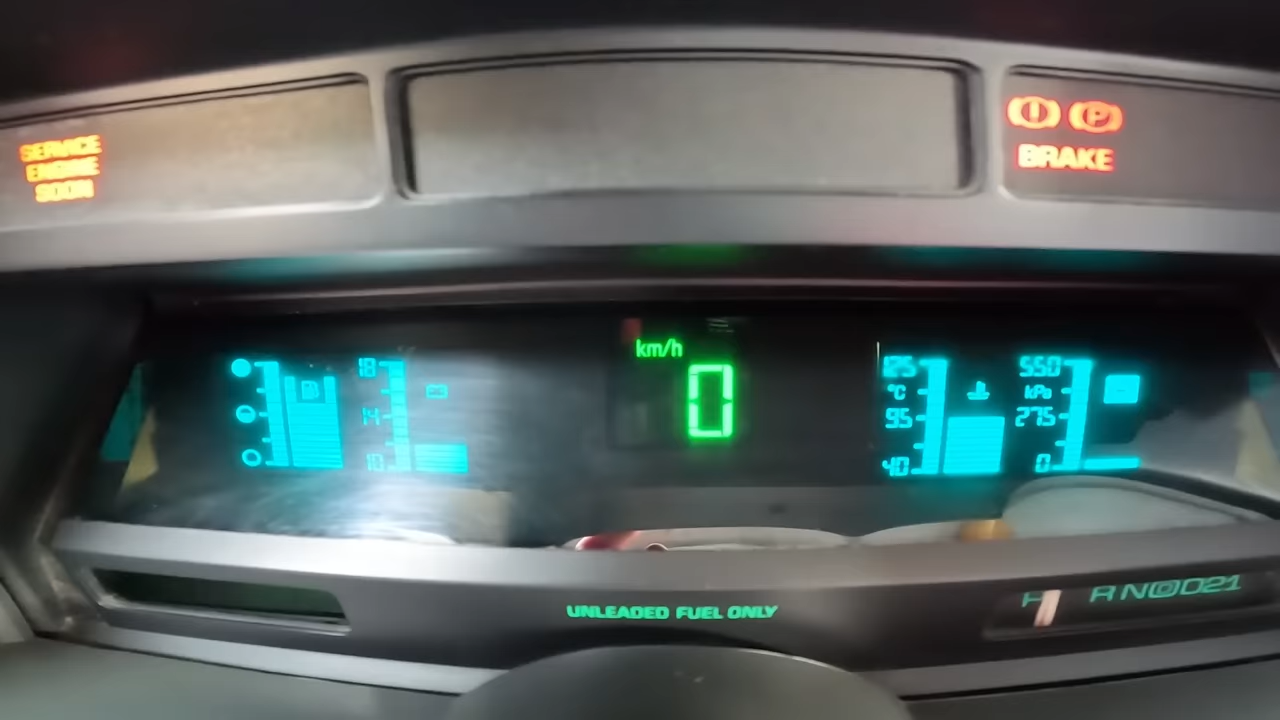 SERVICE
ENGINE
SOON
P
BRAKE
18
14
10
km/h
0
125
°C
95
40
550
kPa
275
0
UNLEADED FUEL ONLY
RNDD21